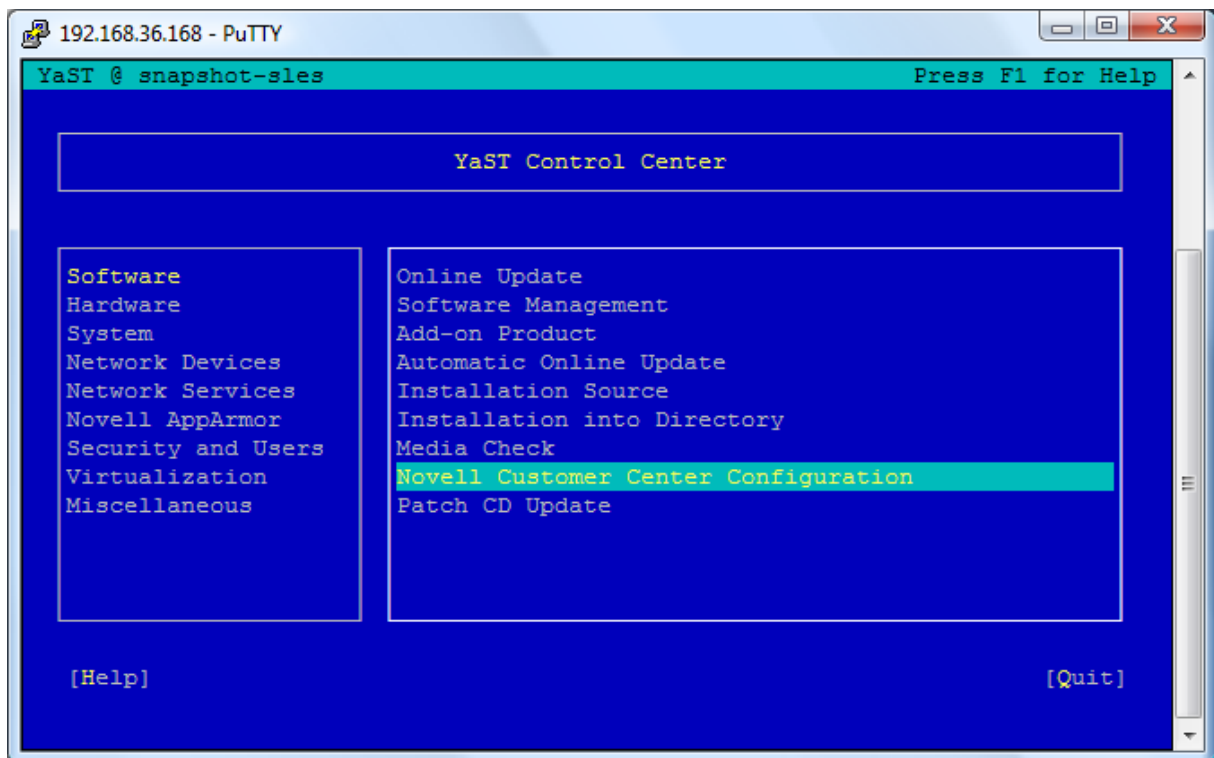 192.168.36.168 - PuTTY
YaST @ snapshot-sles Press F1 for Help
YaST Control Center
Software
Hardware
System
Network Devices
Network Services
Novell AppArmor
Security and Users
Virtualization
Miscellaneous
Online Update
Software Management
Add-on Product
Automatic Online Update
Installation Source
Installation into Directory
Media Check
Novell Customer Center Configuration
Patch CD Update
[Help] [Quit]